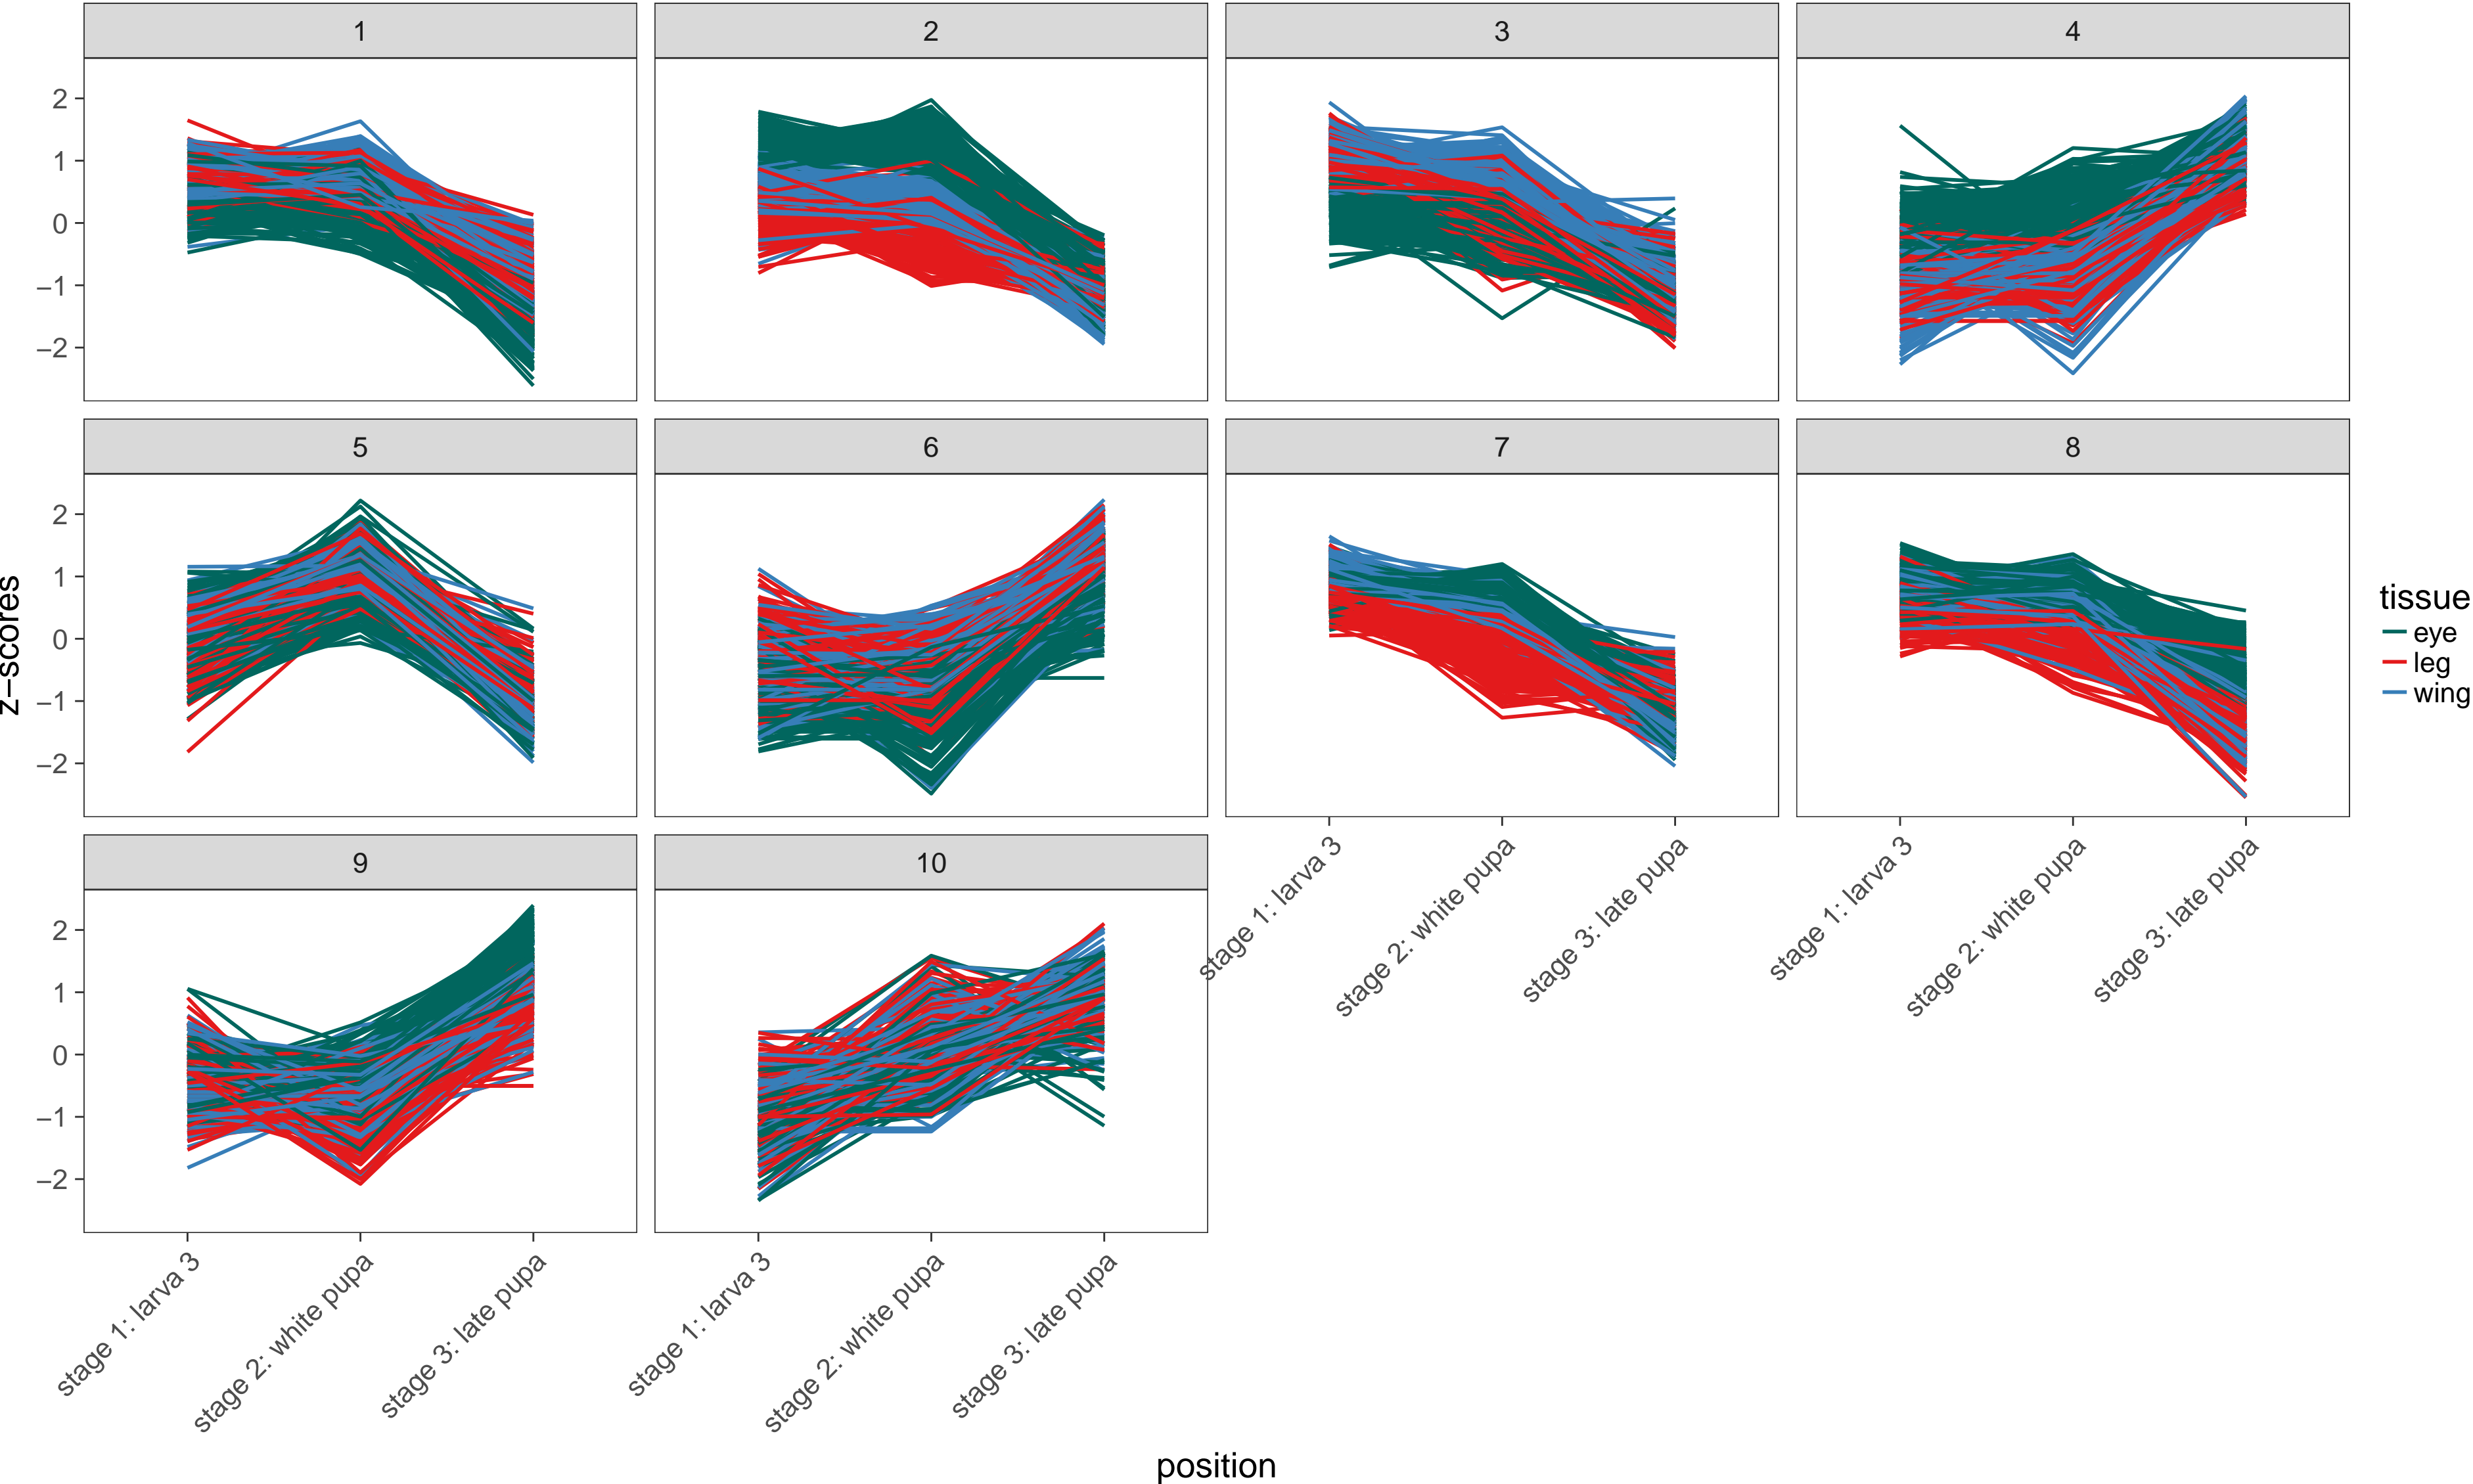 1 2 3 4
2
1
0
−1
−2
5 6 7 8
2
1
0
−1
−2
z−scores
tissue
eye
leg
wing
stage 1: larva 3
stage 2: white pupa
stage 3: late pupa
stage 1: larva 3
stage 2: white pupa
stage 3: late pupa
9 10
2
1
0
−1
−2
stage 1: larva 3
stage 2: white pupa
stage 3: late pupa
stage 1: larva 3
stage 2: white pupa
stage 3: late pupa
position